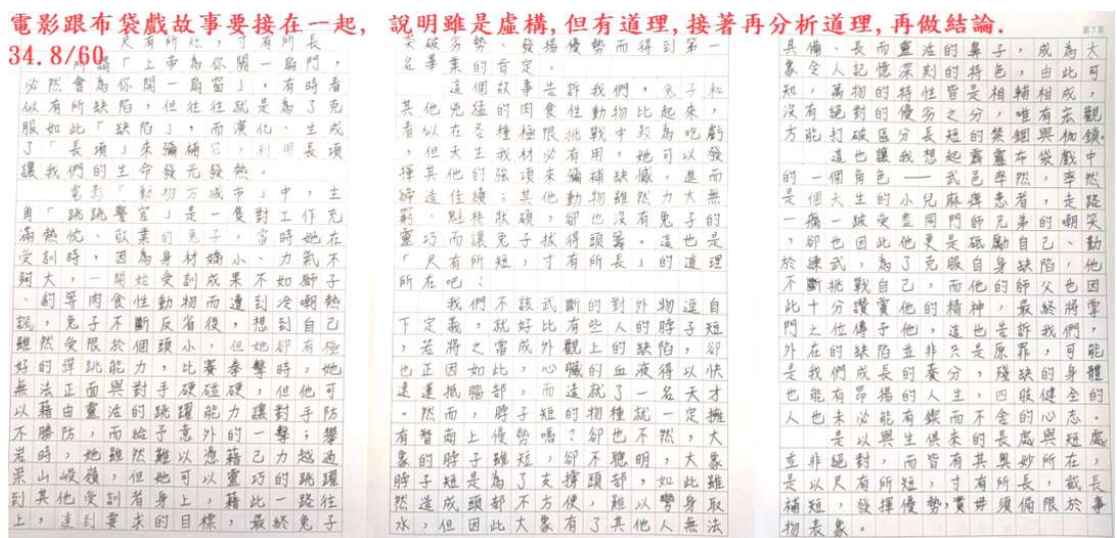 電影跟布袋戲故事要接在一起, 說明雖是虛構,但有道理,接著再分析道理,再做結論.
34.8/60
尺有所短,寸有所長
所謂「上帝為你關一扇門,
必然會為你開一扇窗」,有時看
似有所缺陷,但往往就是為了克
服如此「缺陷」,而演化、生成
了「長項」來彌補它,利用長項
讓我們的生命發光發熱。
電影「動物方城市」中,主
角「跳跳警官」是一隻對工作充
滿熱忱、敬業的兔子,當時她在
受訓時,因為身材嬌小、力氣不
夠大,一開始受訓成果不如獅子
、豹等肉食性動物而遭到冷嘲熱
諷,兔子不斷反省後,想到自己
雖然受限於個頭小,但她卻有極
好的彈跳能力,比賽拳擊時,她
無法正面與對手硬碰硬,但他可
以藉由靈活的跳躍能力讓對手防
不勝防,而給予意外的一擊;攀
岩時,她雖然難以憑藉己力越過
崇山峻嶺,但她可以靈巧的跳躍
到其他受訓者身上,藉此一路往
上,達到要求的目標,最終兔子
突破劣勢、發揚優勢而得到第一
名畢業的肯定。
這個故事告訴我們,兔子和
其他兇猛的肉食性動物比起來,
看似在各種極限挑戰中較為吃虧
,但天生我材必有用,她可以發
揮其他的強項來彌補缺憾,進而
締造佳績;其他動物雖然力大無
窮、魁梧狀碩,卻也沒有兔子的
靈巧而讓兔子拔得頭籌。這也是
「尺有所短,寸有所長」的道理
所在吧!
我們不該武斷的對外物逕自
下定義,就好比有些人的脖子短
,若將之當成外觀上的缺陷,卻
也正因如此,心臟的血液得以快
速運抵腦部,而造就了一名天才
。然而,脖子短的物種就一定擁
有智商上優勢嗎?卻也不然,大
象的脖子雖短,卻不聰明,大象
脖子短是為了支撐頭部,如此雖
然造成頭部不方便,難以彎身取
水,但因此大象有了其他人無法
具備、長而靈活的鼻子,成為大
象令人記憶深刻的特色,由此可
知,萬物的特性皆是相輔相成,
沒有絕對的優劣之分,唯有宏觀
方能打破區分長短的禁錮與枷鎖。
這也讓我想起霹靂布袋戲中
的一個角色——武邑率然,率然
是個天生的小兒麻痺患者,走路
一瘸一跛受盡同門師兄弟的嘲笑
,卻也因此他更是砥勵自己、勤
於練武,為了克服自身缺陷,他
不斷挑戰自己,而他的師父也因
此十分讚賞他的精神,最終將掌
門之位傳予他,這也告訴我們,
外在的缺陷並非只是原罪,可能
是我們成長的養分,殘缺的身體
也能有昂揚的人生,四肢健全的
人也未必能有鍥而不舍的心志。
是以與生俱來的長處與短處
並非絕對,而皆有其奧妙所在,
是以尺有所短,寸有所長,截長
補短,發揮優勢,實毋須侷限於事
物表象。